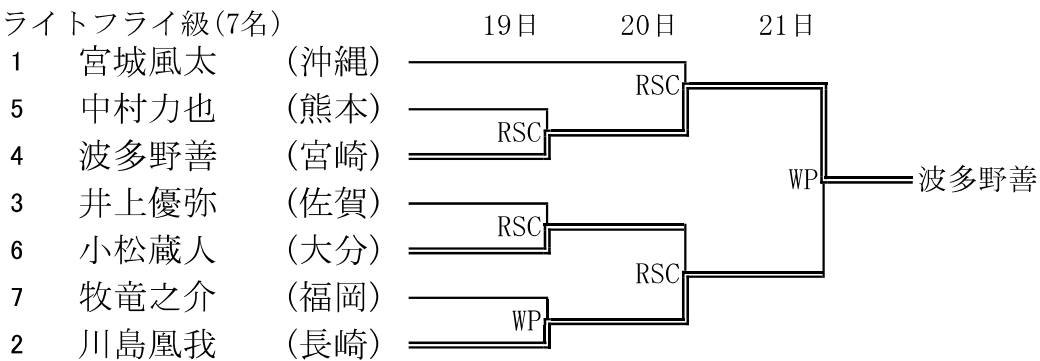 ライトフライ級(7名) 19日 20日 21日
1 宮城風太 (沖縄)
RSC
5 中村力也 (熊本)
RSC
4 波多野善 (宮崎)
WP 波多野善
3 井上優弥 (佐賀)
RSC
6 小松蔵人 (大分)
RSC
7 牧竜之介 (福岡)
WP
2 川島凰我 (長崎)